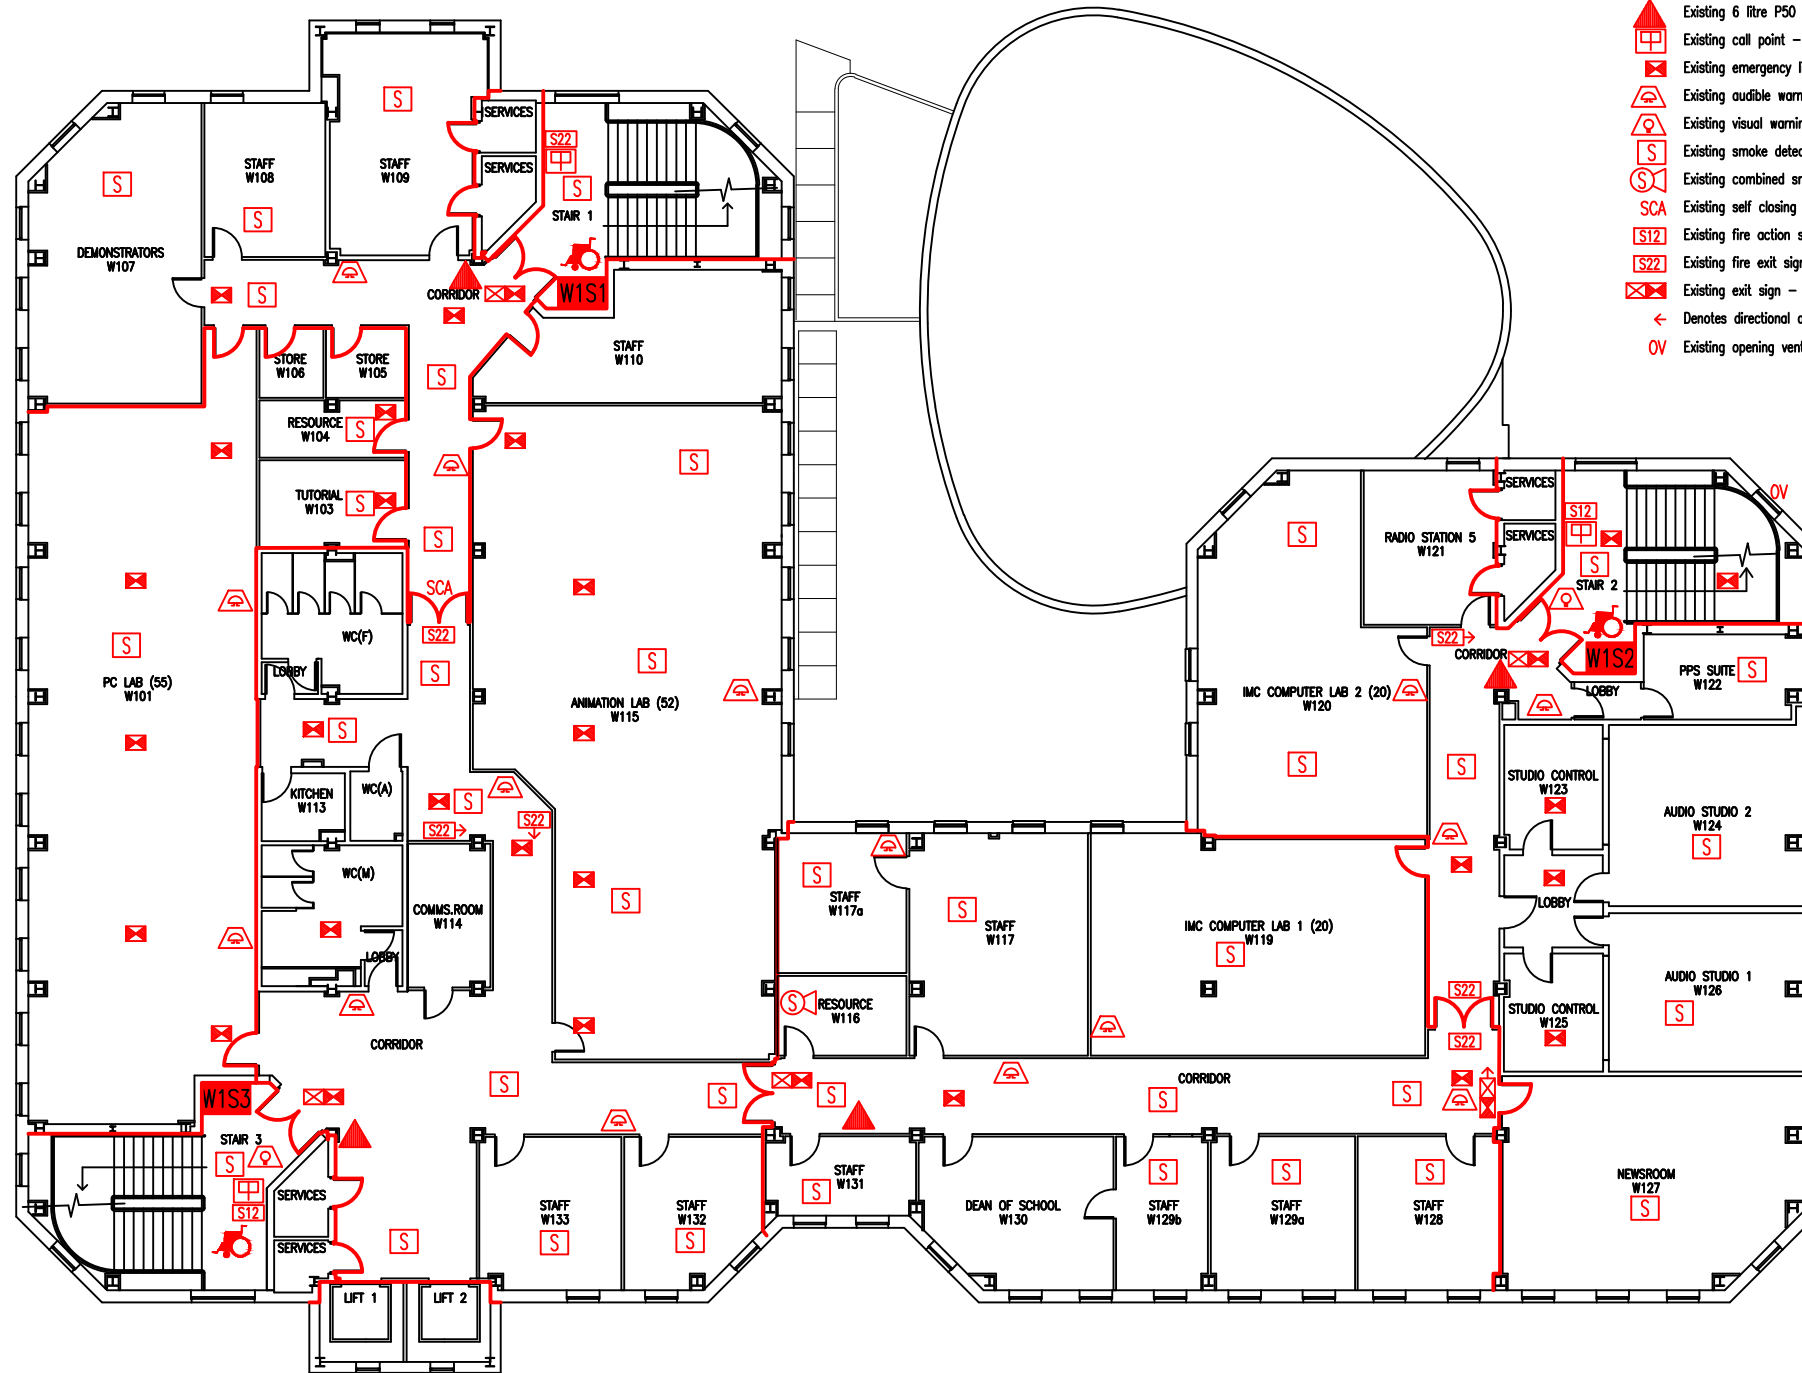 Existing 6 litre P50
Existing call point -
Existing emergency
Existing audible
Existing visual
Existing smoke
Existing combined
SCA Existing self closing
S12 Existing fire action
S22 Existing fire exit
Existing exit sign -
Denotes directional
OV Existing opening
S
SERVICES
S22
STAFF
W108
STAFF
W109
SERVICES
S
S
S
STAIR 1
DEMONSTRATORS
W107
S
CORRIDOR
W1S1
STORE
W106
STORE
W105
STAFF
W110
S
RESOURCE
W104
S
S
SERVICES
OV
TUTORIAL
W103
S
S12
S
S
RADIO STATION 5
W121
SERVICES
S
STAIR 2
SCA
S22
WC(F)
S
S22
CORRIDOR
W1S2
LOBBY
S
S
PPS SUITE
W122
S
PC LAB (55)
W101
ANIMATION LAB (52)
W115
IMC COMPUTER LAB 2 (20)
W120
LOBBY
S
S
S
STUDIO CONTROL
W123
KITCHEN
W113
WC(A)
S
S22
S22
AUDIO STUDIO 2
W124
S
WC(M)
S
STAFF
W117a
COMMS.ROOM
W114
S
S
LOBBY
STAFF
W117
IMC COMPUTER LAB 1 (20)
W119
S
LOBBY
AUDIO STUDIO 1
W126
S
S
RESOURCE
W116
S22
STUDIO CONTROL
W125
CORRIDOR
S22
W1S3
S
S
S
CORRIDOR
S
S
STAIR 3
S
S12
SERVICES
SERVICES
S
STAFF
W133
S
STAFF
W132
S
STAFF
W131
S
DEAN OF SCHOOL
W130
S
STAFF
W129b
S
STAFF
W129a
S
STAFF
W128
NEWSROOM
W127
S
LIFT 1
LIFT 2